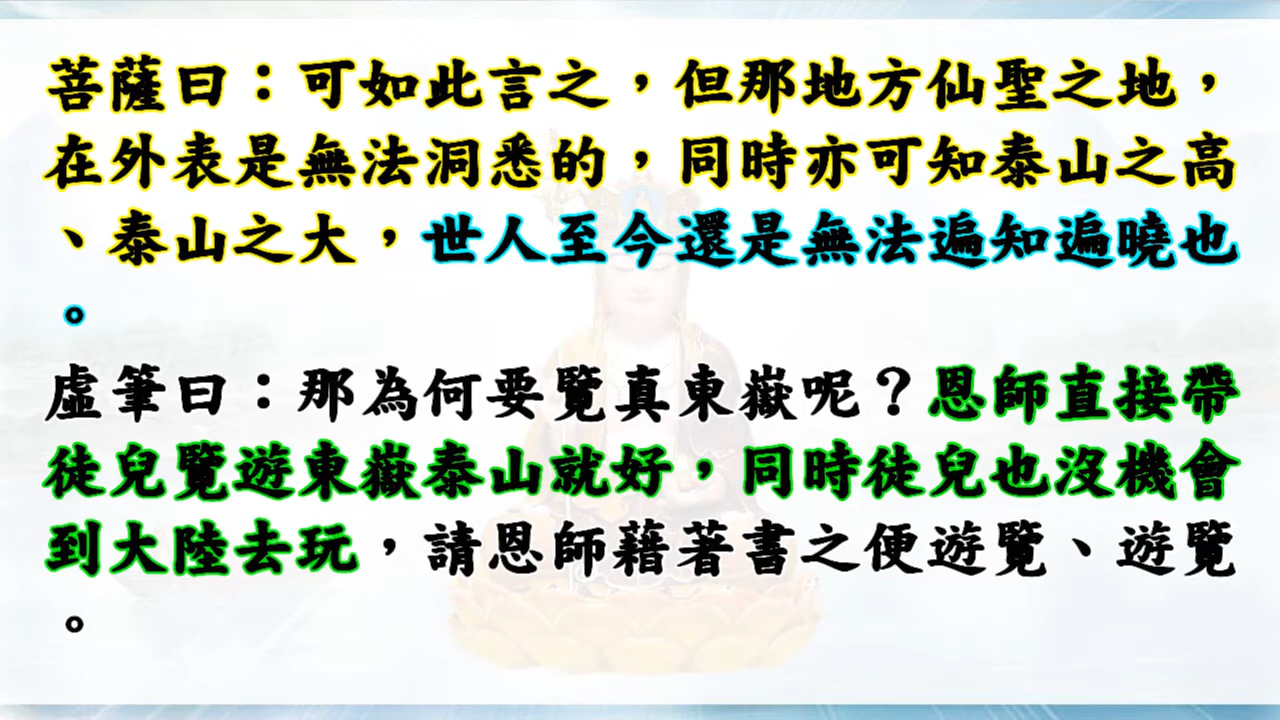 菩薩曰：可如此言之，但那地方仙聖之地，
在外表是無法洞悉的，同時亦可知泰山之高
、泰山之大，世人至今還是無法遍知遍曉也
。
虛筆曰：那為何要覽真東嶽呢？恩師直接帶
徒兒覽遊東嶽泰山就好，同時徒兒也沒機會
到大陸去玩，請恩師藉著書之便遊覽、遊覽
。